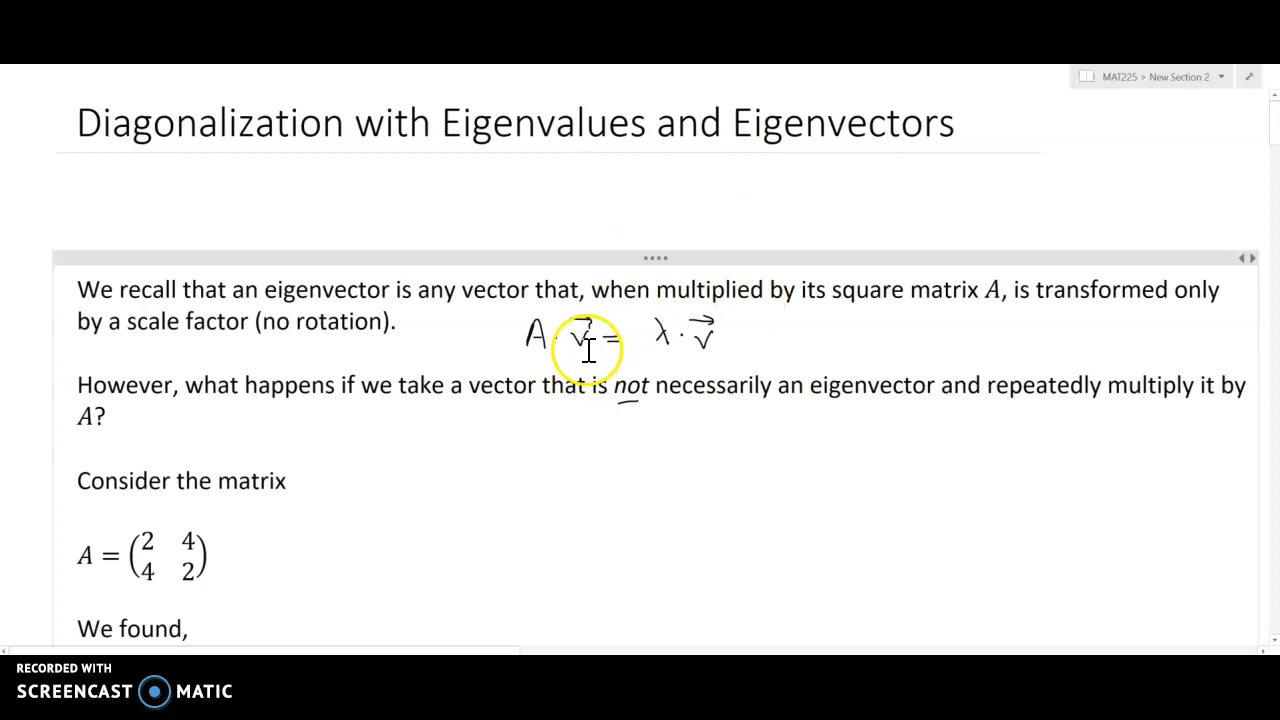 MAT225 > New Section 2
Diagonalization with Eigenvalues and Eigenvectors
We recall that an eigenvector is any vector that, when multiplied by its square matrix A, is transformed only
by a scale factor (no rotation).
A · v⃗ = λ · v⃗
However, what happens if we take a vector that is not necessarily an eigenvector and repeatedly multiply it by
A?
Consider the matrix
A = (2 4
4 2)
We found,
RECORDED WITH
SCREENCAST MATIC